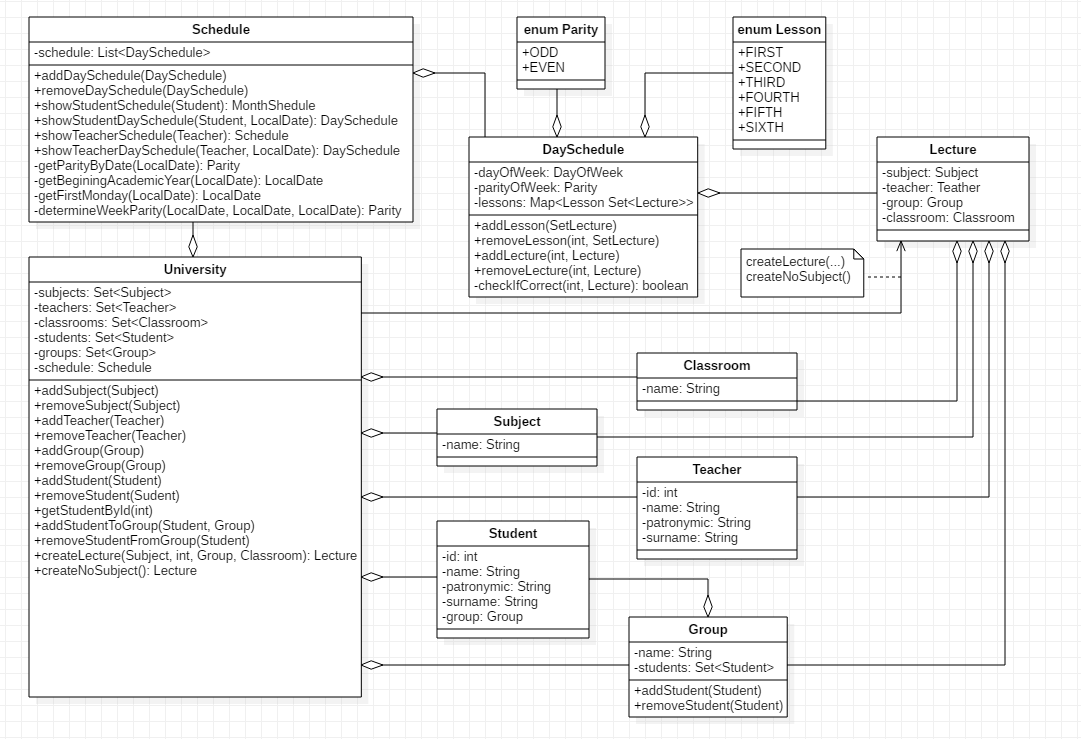 Schedule
-schedule: List<DaySchedule>
+addDaySchedule(DaySchedule)
+removeDaySchedule(DaySchedule)
+showStudentSchedule(Student): MonthShedule
+showStudentDaySchedule(Student, LocalDate): DaySchedule
+showTeacherSchedule(Teacher): Schedule
+showTeacherDaySchedule(Teacher, LocalDate): DaySchedule
-getParityByDate(LocalDate): Parity
-getBeginingAcademicYear(LocalDate): LocalDate
-getFirstMonday(LocalDate): LocalDate
-determineWeekParity(LocalDate, LocalDate, LocalDate): Parity
enum Parity
+ODD
+EVEN
enum Lesson
+FIRST
+SECOND
+THIRD
+FOURTH
+FIFTH
+SIXTH
DaySchedule
-dayOfWeek: DayOfWeek
-parityOfWeek: Parity
-lessons: Map<Lesson Set<Lecture>>
+addLesson(SetLecture)
+removeLesson(int, SetLecture)
+addLecture(int, Lecture)
+removeLecture(int, Lecture)
-checkIfCorrect(int, Lecture): boolean
Lecture
-subject: Subject
-teacher: Teather
-group: Group
-classroom: Classroom
createLecture(...)
createNoSubject()
University
-subjects: Set<Subject>
-teachers: Set<Teacher>
-classrooms: Set<Classroom>
-students: Set<Student>
-groups: Set<Group>
-schedule: Schedule
+addSubject(Subject)
+removeSubject(Subject)
+addTeacher(Teacher)
+removeTeacher(Teacher)
+addGroup(Group)
+removeGroup(Group)
+addStudent(Student)
+removeStudent(Sudent)
+getStudentById(int)
+addStudentToGroup(Student, Group)
+removeStudentFromGroup(Student)
+createLecture(Subject, int, Group, Classroom): Lecture
+createNoSubject(): Lecture
Classroom
-name: String
Subject
-name: String
Teacher
-id: int
-name: String
-patronymic: String
-surname: String
Student
-id: int
-name: String
-patronymic: String
-surname: String
-group: Group
Group
-name: String
-students: Set<Student>
+addStudent(Student)
+removeStudent(Student)